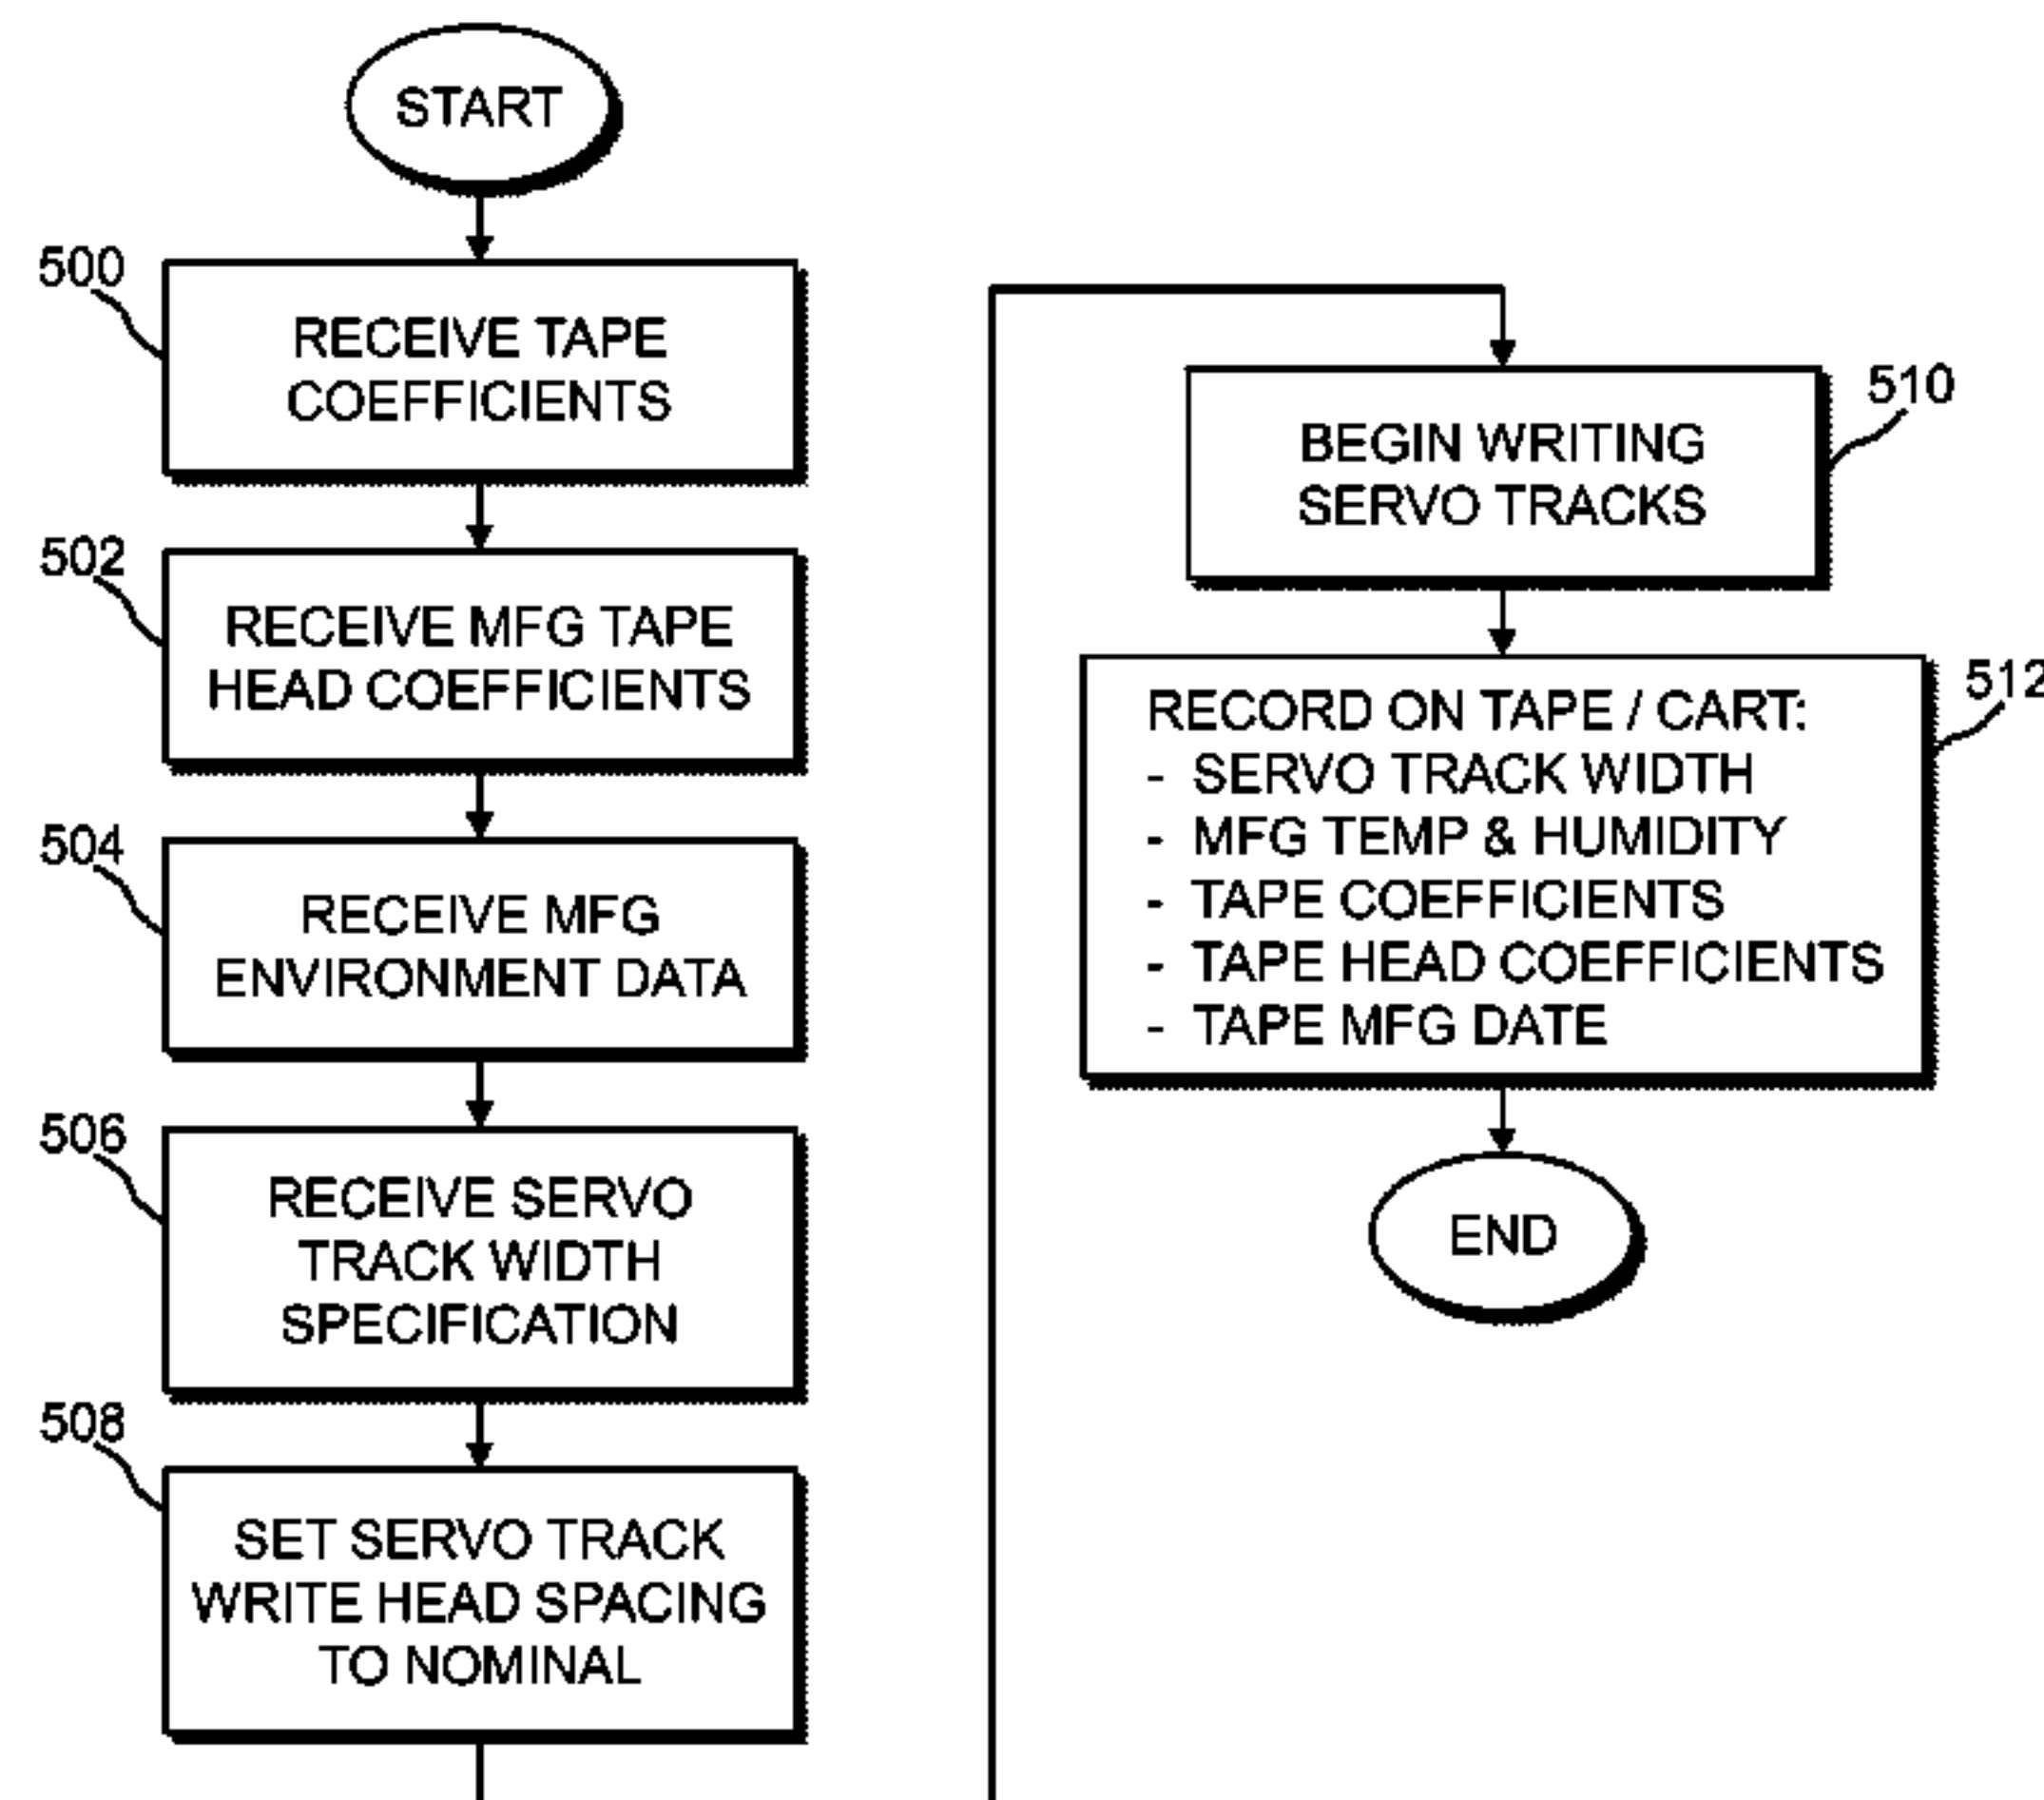 START
500
RECEIVE TAPE
COEFFICIENTS
502
RECEIVE MFG TAPE
HEAD COEFFICIENTS
504
RECEIVE MFG
ENVIRONMENT DATA
506
RECEIVE SERVO
TRACK WIDTH
SPECIFICATION
508
SET SERVO TRACK
WRITE HEAD SPACING
TO NOMINAL
510
BEGIN WRITING
SERVO TRACKS
512
RECORD ON TAPE / CART:
- SERVO TRACK WIDTH
- MFG TEMP & HUMIDITY
- TAPE COEFFICIENTS
- TAPE HEAD COEFFICIENTS
- TAPE MFG DATE
END